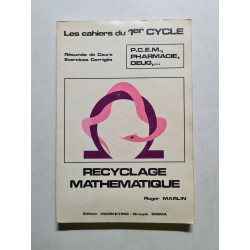 Les cahiers du 1er CYCLE
Résumés de Cours
Exercices Corrigés
P.C.E.M.,
PHARMACIE,
DEUG,...
RECYCLAGE
MATHEMATIQUE
Roger MARLIN
Edition MARKETING - Groupe SIGMA